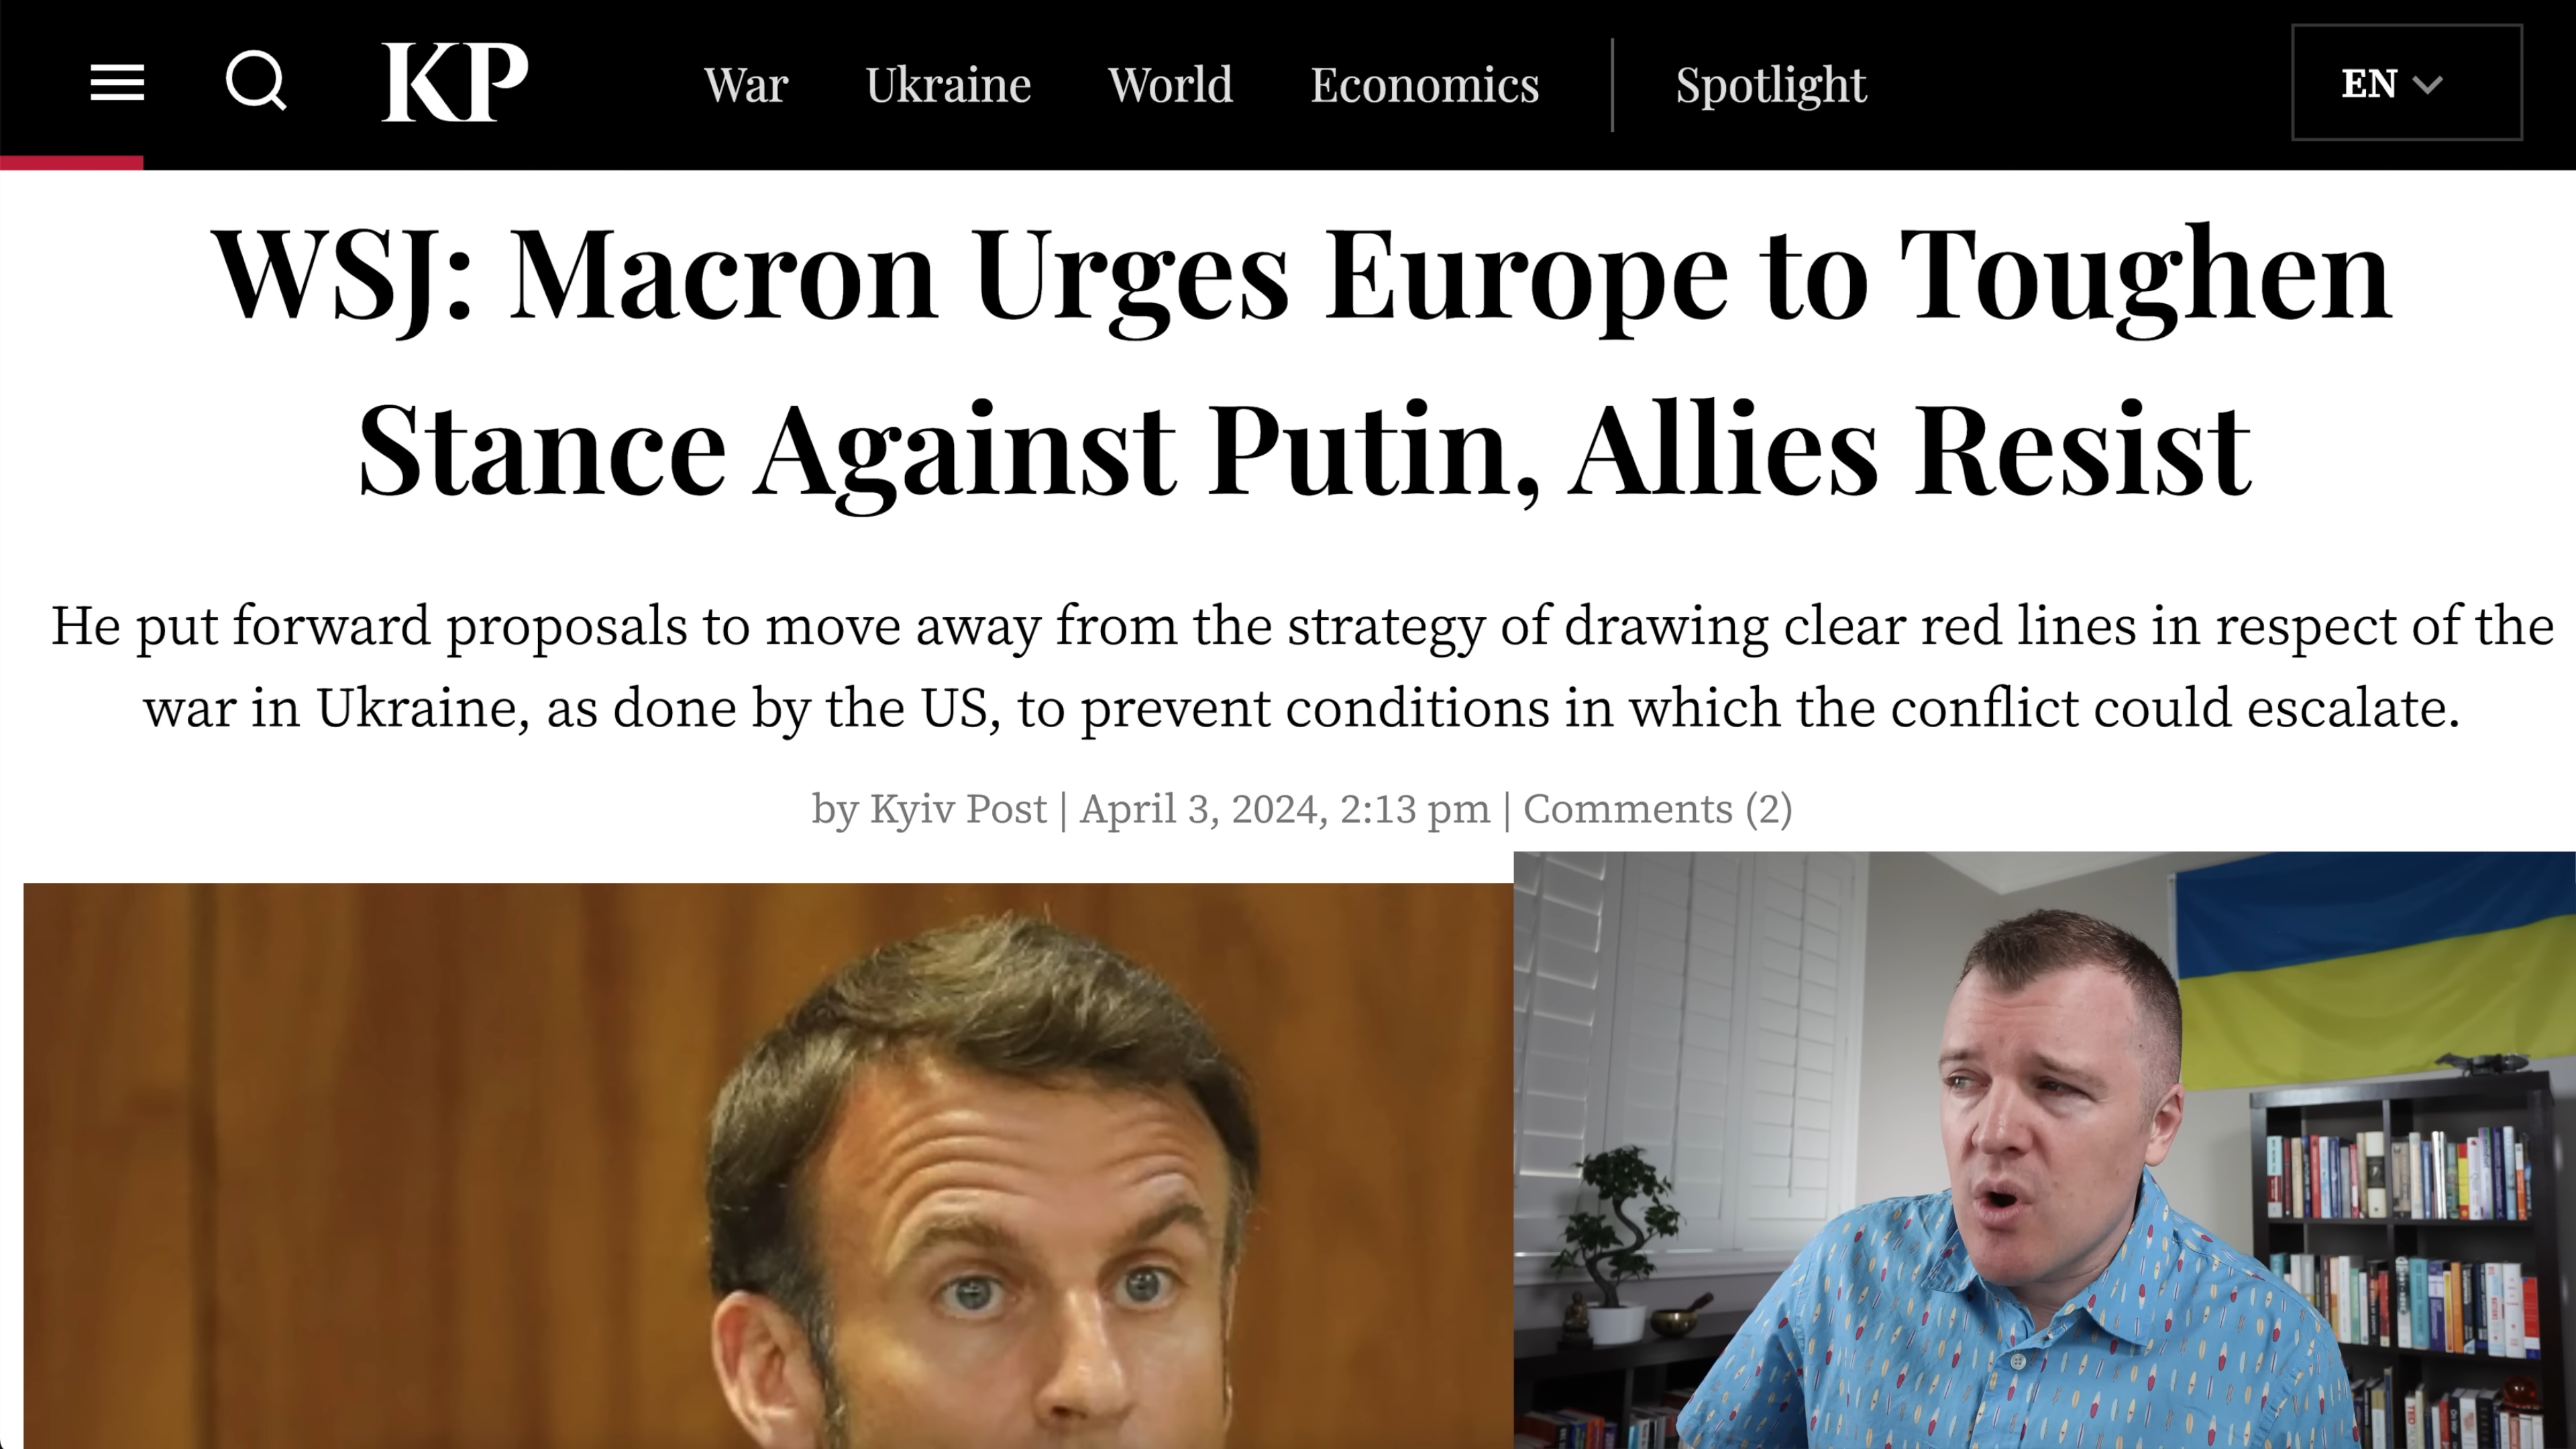 KP War Ukraine World Economics Spotlight EN
WSJ: Macron Urges Europe to Toughen
Stance Against Putin, Allies Resist
He put forward proposals to move away from the strategy of drawing clear red lines in respect of the
war in Ukraine, as done by the US, to prevent conditions in which the conflict could escalate.
by Kyiv Post | April 3, 2024, 2:13 pm | Comments (2)